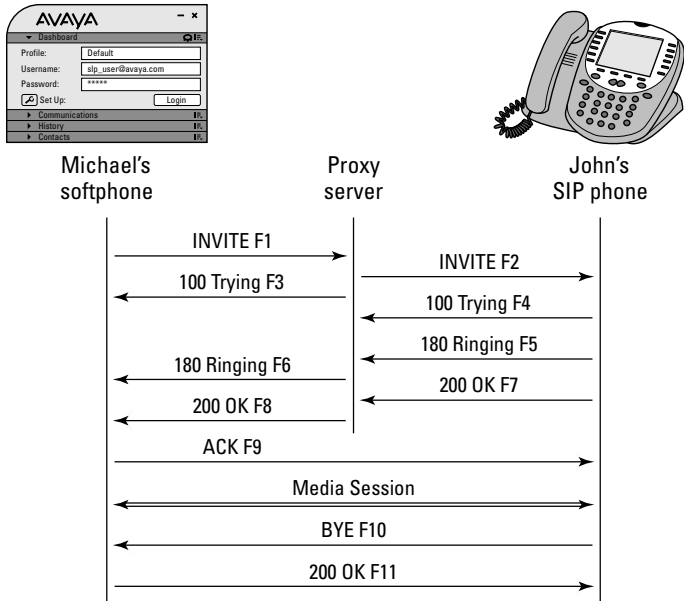 AVAYA
Dashboard
Profile: Default
Username: slp_user@avaya.com
Password: *****
Set Up: Login
Communications
History
Contacts
Michael's
softphone
Proxy
server
John's
SIP phone
INVITE F1
INVITE F2
100 Trying F3
100 Trying F4
180 Ringing F5
180 Ringing F6
200 OK F7
200 OK F8
ACK F9
Media Session
BYE F10
200 OK F11